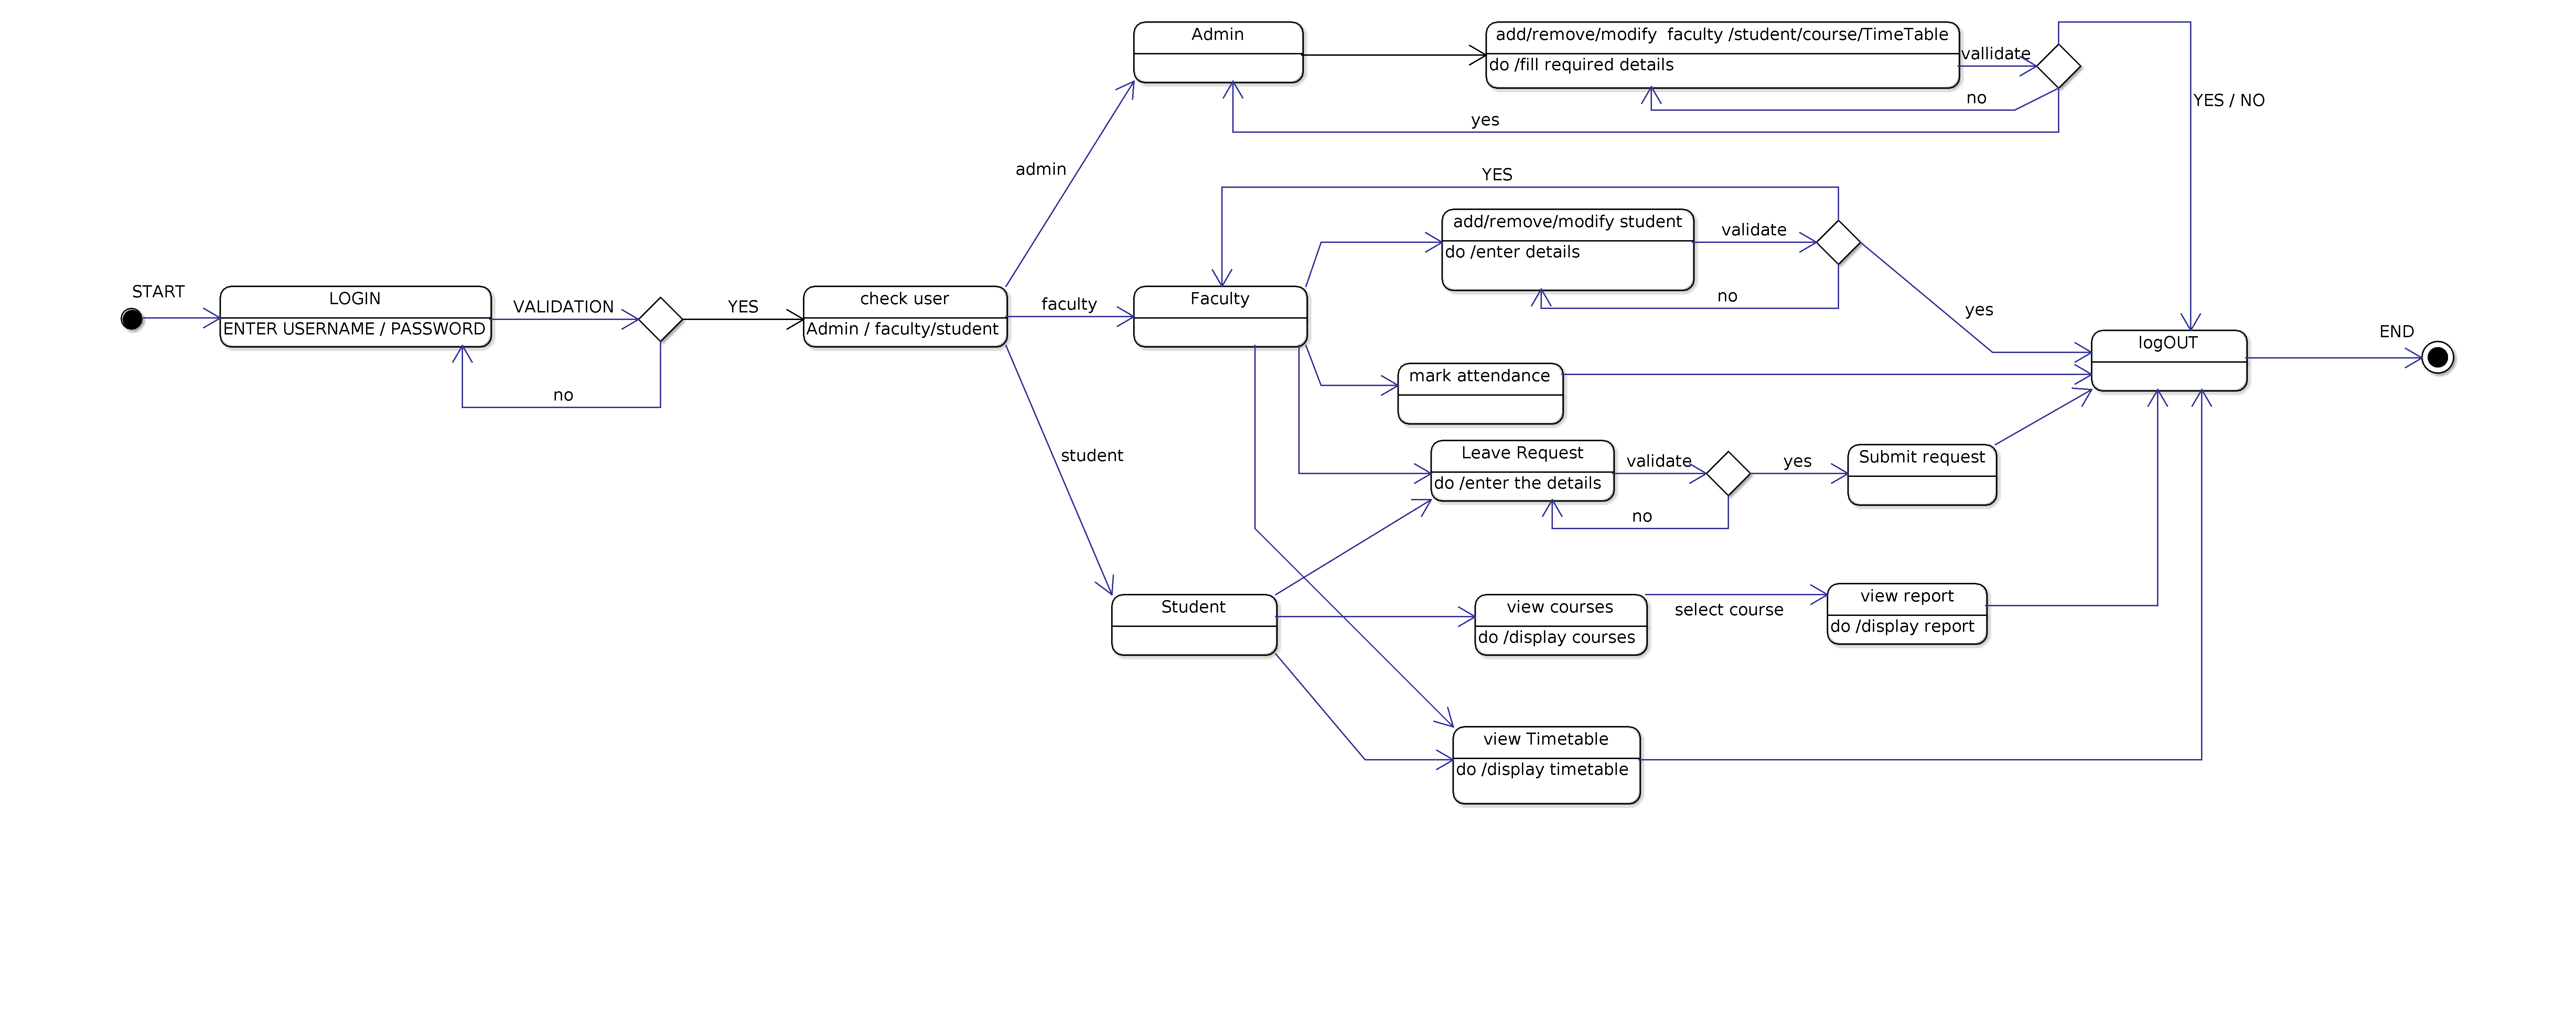 Admin
add/remove/modify  faculty /student/course/TimeTable
do /fill required details
vallidate
no
yes
YES / NO
admin
YES
add/remove/modify student
do /enter details
validate
no
yes
START
LOGIN
ENTER USERNAME / PASSWORD
VALIDATION
no
YES
check user
Admin / faculty/student
faculty
Faculty
logOUT
END
mark attendance
student
Leave Request
do /enter the details
validate
no
yes
Submit request
Student
view courses
do /display courses
select course
view report
do /display report
view Timetable
do /display timetable